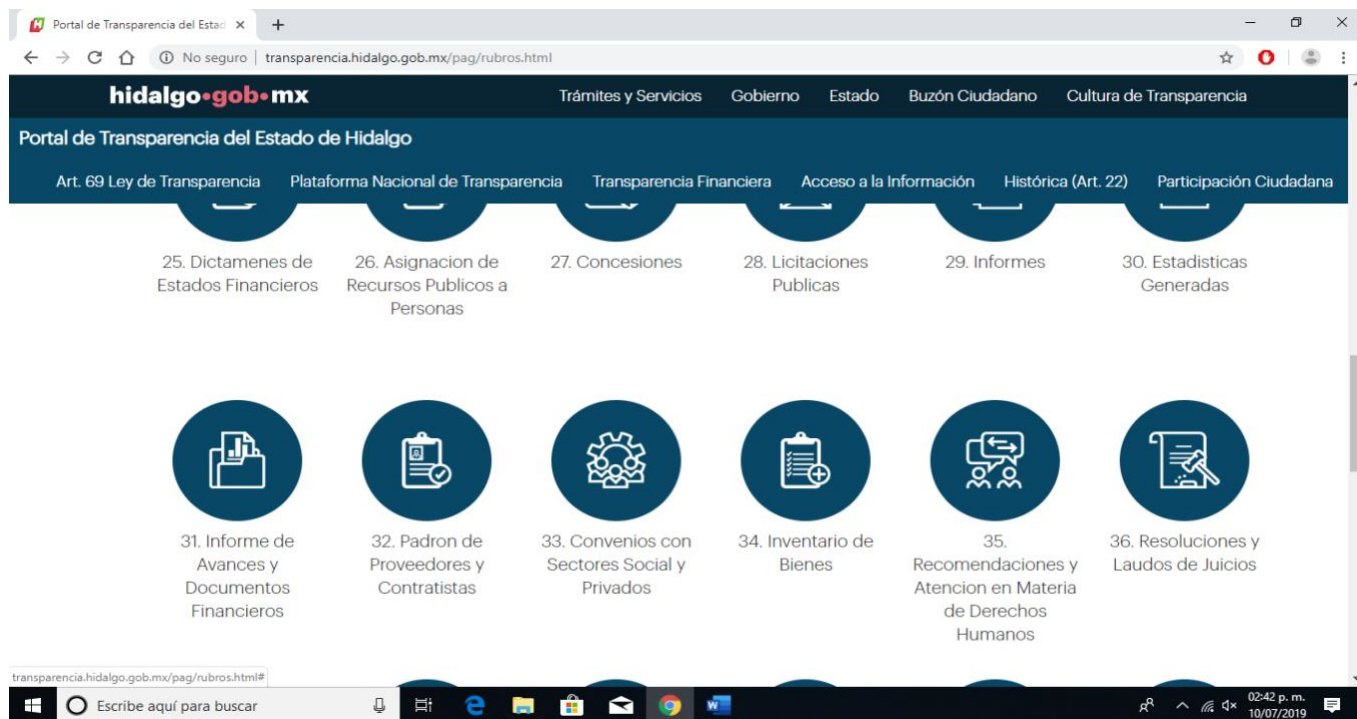 Portal de Transparencia del Estad
No seguro | transparencia.hidalgo.gob.mx/pag/rubros.html
hidalgo•gob•mx
Trámites y Servicios Gobierno Estado Buzón Ciudadano Cultura de Transparencia
Portal de Transparencia del Estado de Hidalgo
Art. 69 Ley de Transparencia Plataforma Nacional de Transparencia Transparencia Financiera Acceso a la Información Histórica (Art. 22) Participación Ciudadana
25. Dictamenes de
Estados Financieros
26. Asignacion de
Recursos Publicos a
Personas
27. Concesiones
28. Licitaciones
Publicas
29. Informes
30. Estadisticas
Generadas
31. Informe de
Avances y
Documentos
Financieros
32. Padron de
Proveedores y
Contratistas
33. Convenios con
Sectores Social y
Privados
34. Inventario de
Bienes
35.
Recomendaciones y
Atencion en Materia
de Derechos
Humanos
36. Resoluciones y
Laudos de Juicios
transparencia.hidalgo.gob.mx/pag/rubros.html#
Escribe aquí para buscar
02:42 p. m.
10/07/2019